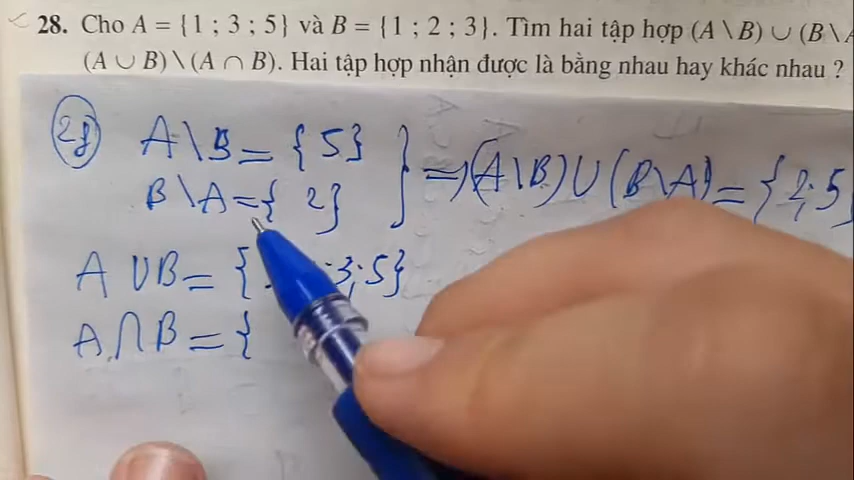 28. Cho A = {1 ; 3 ; 5} và B = {1 ; 2 ; 3}. Tìm hai tập hợp (A \ B) ∪ (B \ A
(A ∪ B) \ (A ∩ B). Hai tập hợp nhận được là bằng nhau hay khác nhau ?
28 A \ B = {5} } => (A \ B) ∪ (B \ A) = {2; 5
B \ A = {2}
A ∪ B = { ; 3; 5}
A ∩ B = {